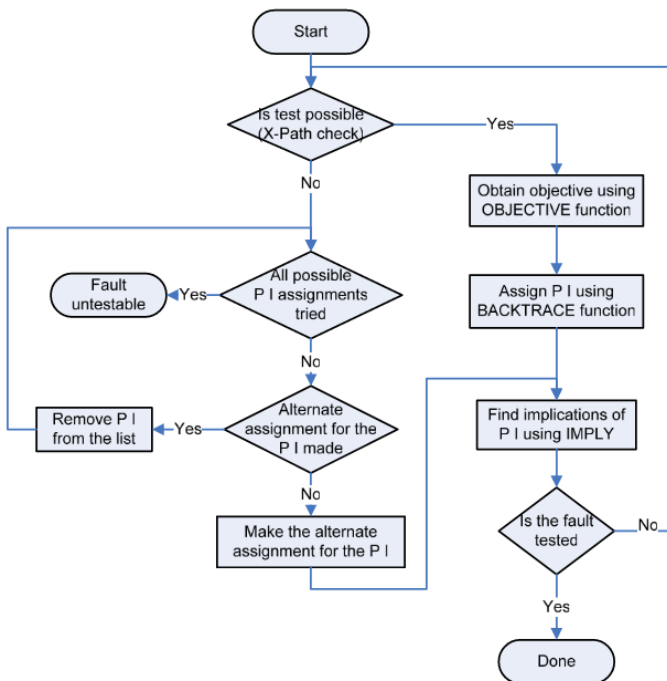 Start
Is test possible
(X-Path check)
Yes
No
Obtain objective using
OBJECTIVE function
All possible
P I assignments
tried
Yes
Fault
untestable
Assign P I using
BACKTRACE function
No
Alternate
assignment for the
P I made
Yes
Remove P I
from the list
Find implications of
P I using IMPLY
No
Make the alternate
assignment for the P I
Is the fault
tested
No
Yes
Done